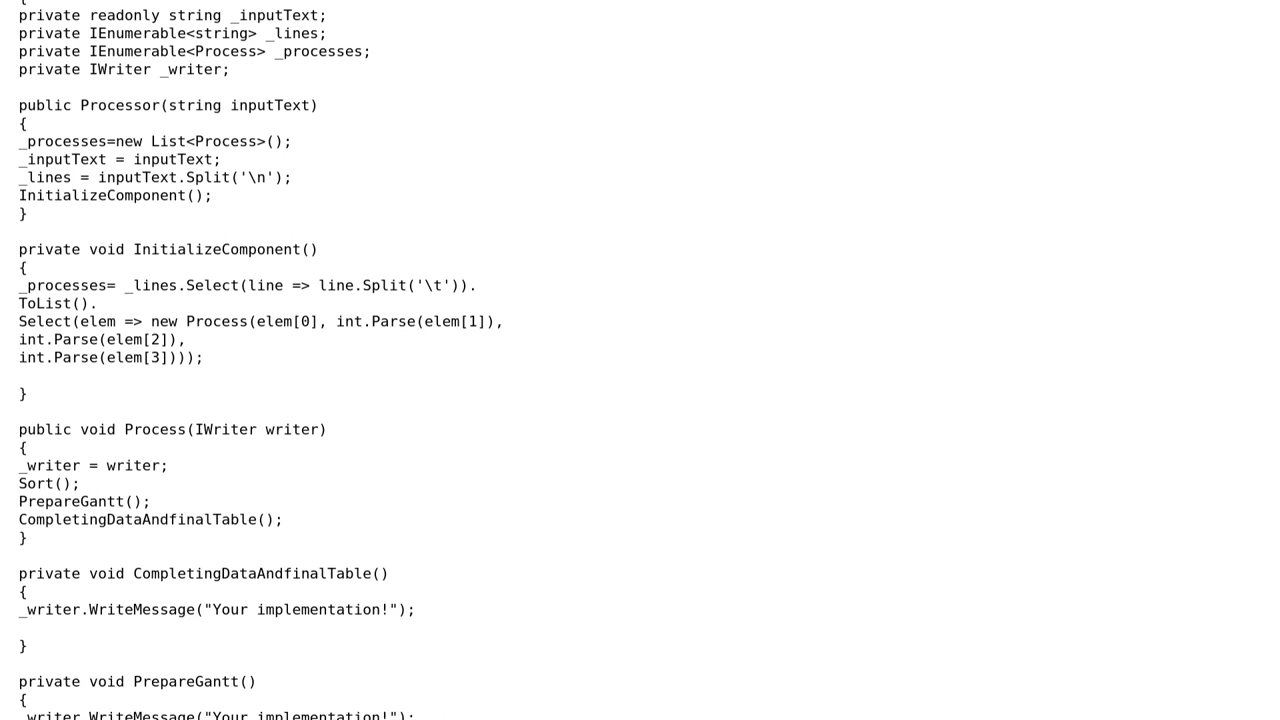 {
private readonly string _inputText;
private IEnumerable<string> _lines;
private IEnumerable<Process> _processes;
private IWriter _writer;
public Processor(string inputText)
{
_processes=new List<Process>();
_inputText = inputText;
_lines = inputText.Split('\n');
InitializeComponent();
}
private void InitializeComponent()
{
_processes= _lines.Select(line => line.Split('\t')).
ToList().
Select(elem => new Process(elem[0], int.Parse(elem[1]),
int.Parse(elem[2]),
int.Parse(elem[3])));
}
public void Process(IWriter writer)
{
_writer = writer;
Sort();
PrepareGantt();
CompletingDataAndfinalTable();
}
private void CompletingDataAndfinalTable()
{
_writer.WriteMessage("Your implementation!");
}
private void PrepareGantt()
{
_writer.WriteMessage("Your implementation!");